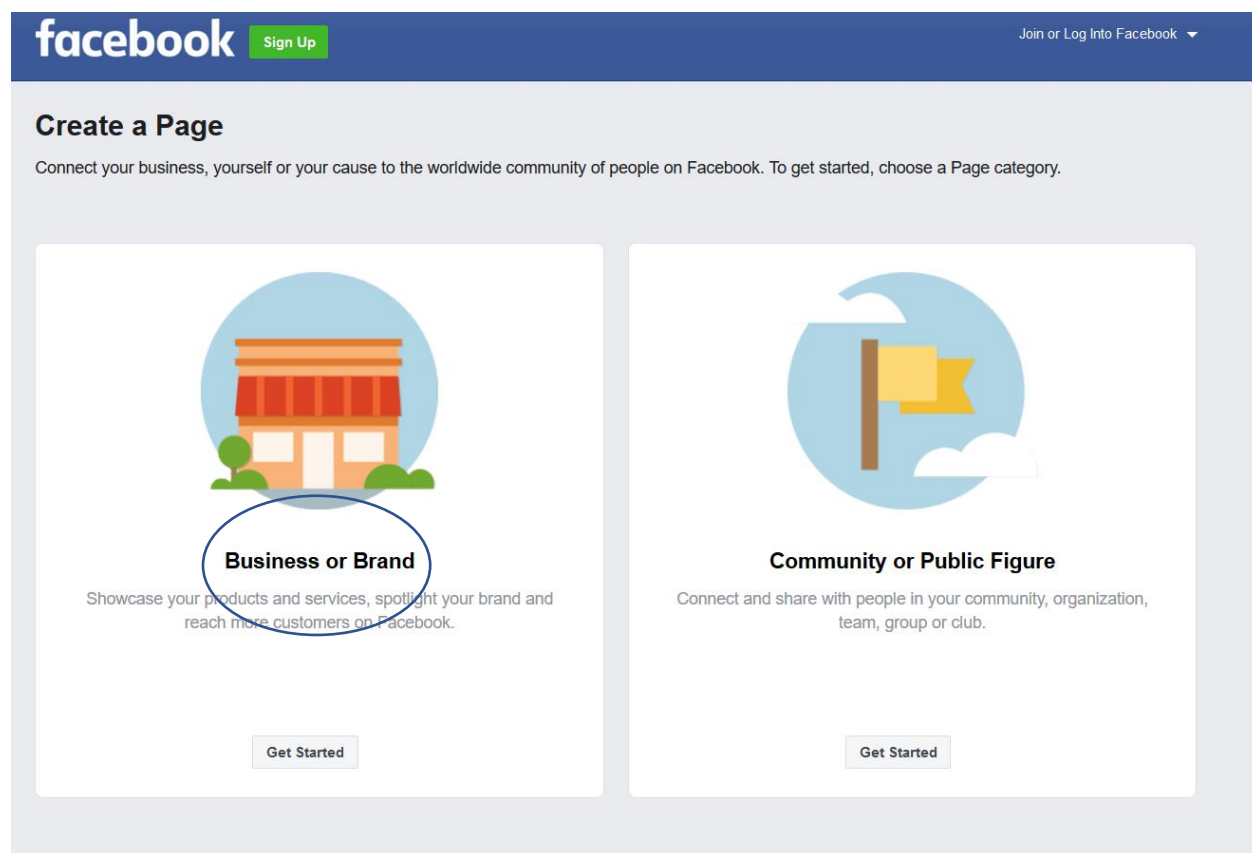 facebook Sign Up Join or Log Into Facebook
Create a Page
Connect your business, yourself or your cause to the worldwide community of people on Facebook. To get started, choose a Page category.
Business or Brand
Showcase your products and services, spotlight your brand and
reach more customers on Facebook.
Get Started
Community or Public Figure
Connect and share with people in your community, organization,
team, group or club.
Get Started